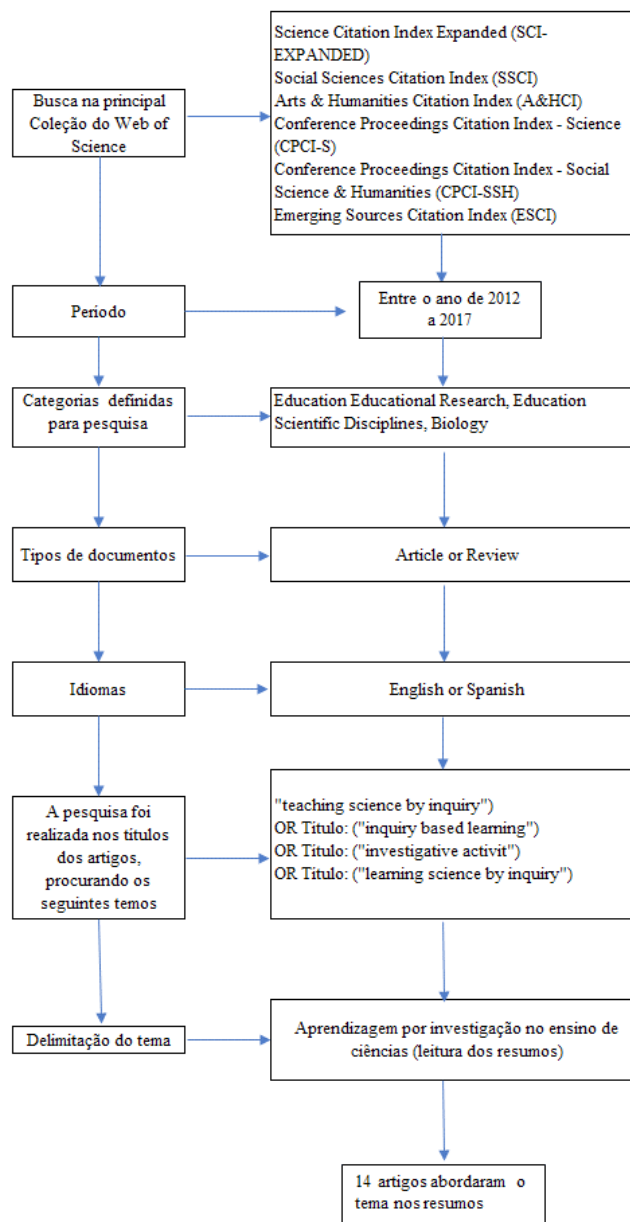 Busca na principal
Coleção do Web of
Science
Science Citation Index Expanded (SCI-
EXPANDED)
Social Sciences Citation Index (SSCI)
Arts & Humanities Citation Index (A&HCI)
Conference Proceedings Citation Index - Science
(CPCI-S)
Conference Proceedings Citation Index - Social
Science & Humanities (CPCI-SSH)
Emerging Sources Citation Index (ESCI)
Periodo
Entre o ano de 2012
a 2017
Categorias definidas
para pesquisa
Education Educational Research, Education
Scientific Disciplines, Biology
Tipos de documentos
Article or Review
Idiomas
English or Spanish
A pesquisa foi
realizada nos titulos
dos artigos,
procurando os
seguintes temos
"teaching science by inquiry")
OR Titulo: ("inquiry based learning")
OR Titulo: ("investigative activit")
OR Titulo: ("learning science by inquiry")
Delimitação do tema
Aprendizagem por investigação no ensino de
ciências (leitura dos resumos)
14 artigos abordaram o
tema nos resumos